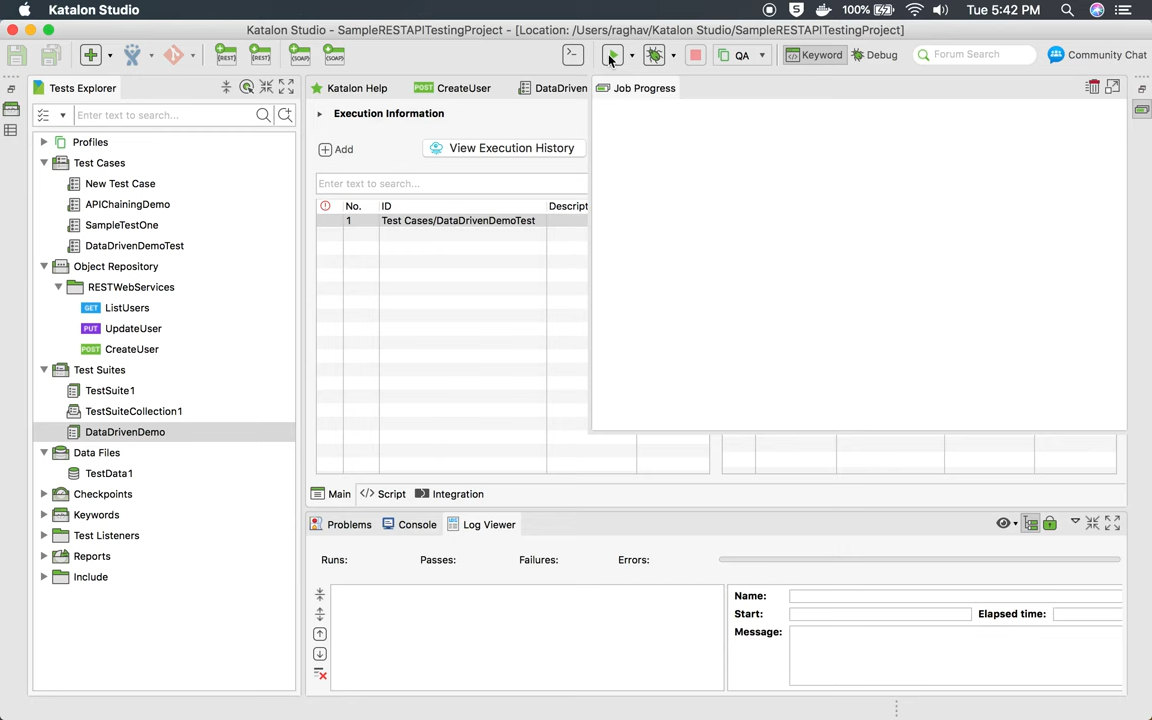 Katalon Studio
100%
Tue 5:42 PM
Katalon Studio - SampleRESTAPITestingProject - [Location: /Users/raghav/Katalon Studio/SampleRESTAPITestingProject]
REST REST SOAP SOAP
QA
Keyword
Debug
Forum Search
Community Chat
Tests Explorer
Katalon Help
POST CreateUser
DataDriven
Job Progress
Enter text to search...
Execution Information
Profiles
Test Cases
Add
View Execution History
New Test Case
Enter text to search...
APIChainingDemo
No.
ID
Descript
SampleTestOne
1
Test Cases/DataDrivenDemoTest
DataDrivenDemoTest
Object Repository
RESTWebServices
GET ListUsers
PUT UpdateUser
POST CreateUser
Test Suites
TestSuite1
TestSuiteCollection1
DataDrivenDemo
Data Files
TestData1
Checkpoints
Main
Script
Integration
Keywords
Problems
Console
Log Viewer
Test Listeners
Reports
Runs:
Passes:
Failures:
Errors:
Include
Name:
Start:
Elapsed time:
Message: